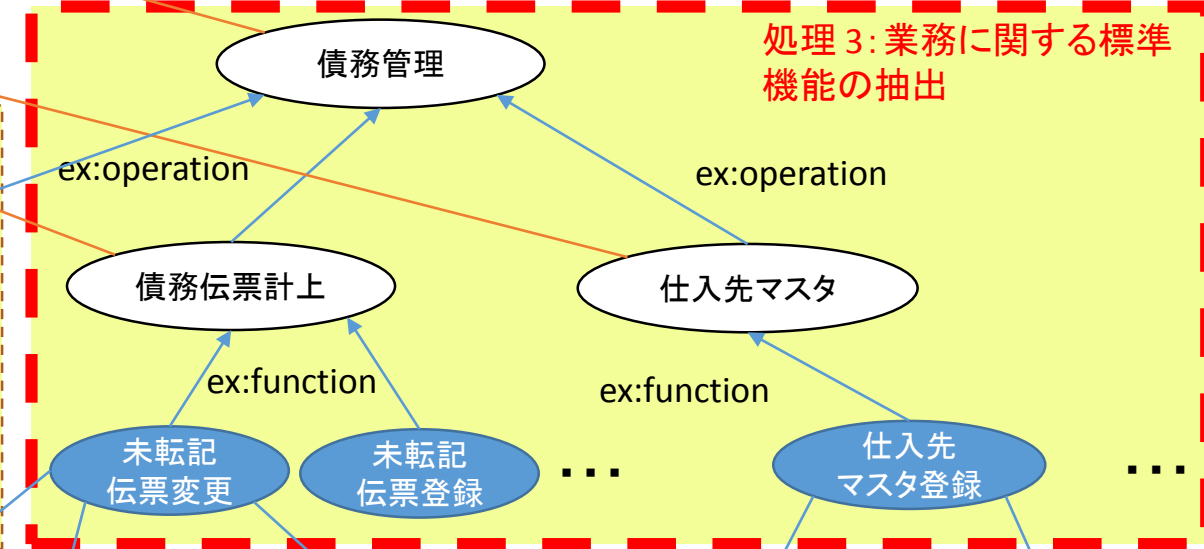 処理 3:業務に関する標準
機能の抽出
債務管理
ex:operation
ex:operation
債務伝票計上
仕入先マスタ
ex:function
ex:function
未転記
伝票変更
未転記
伝票登録
...
仕入先
マスタ登録
...